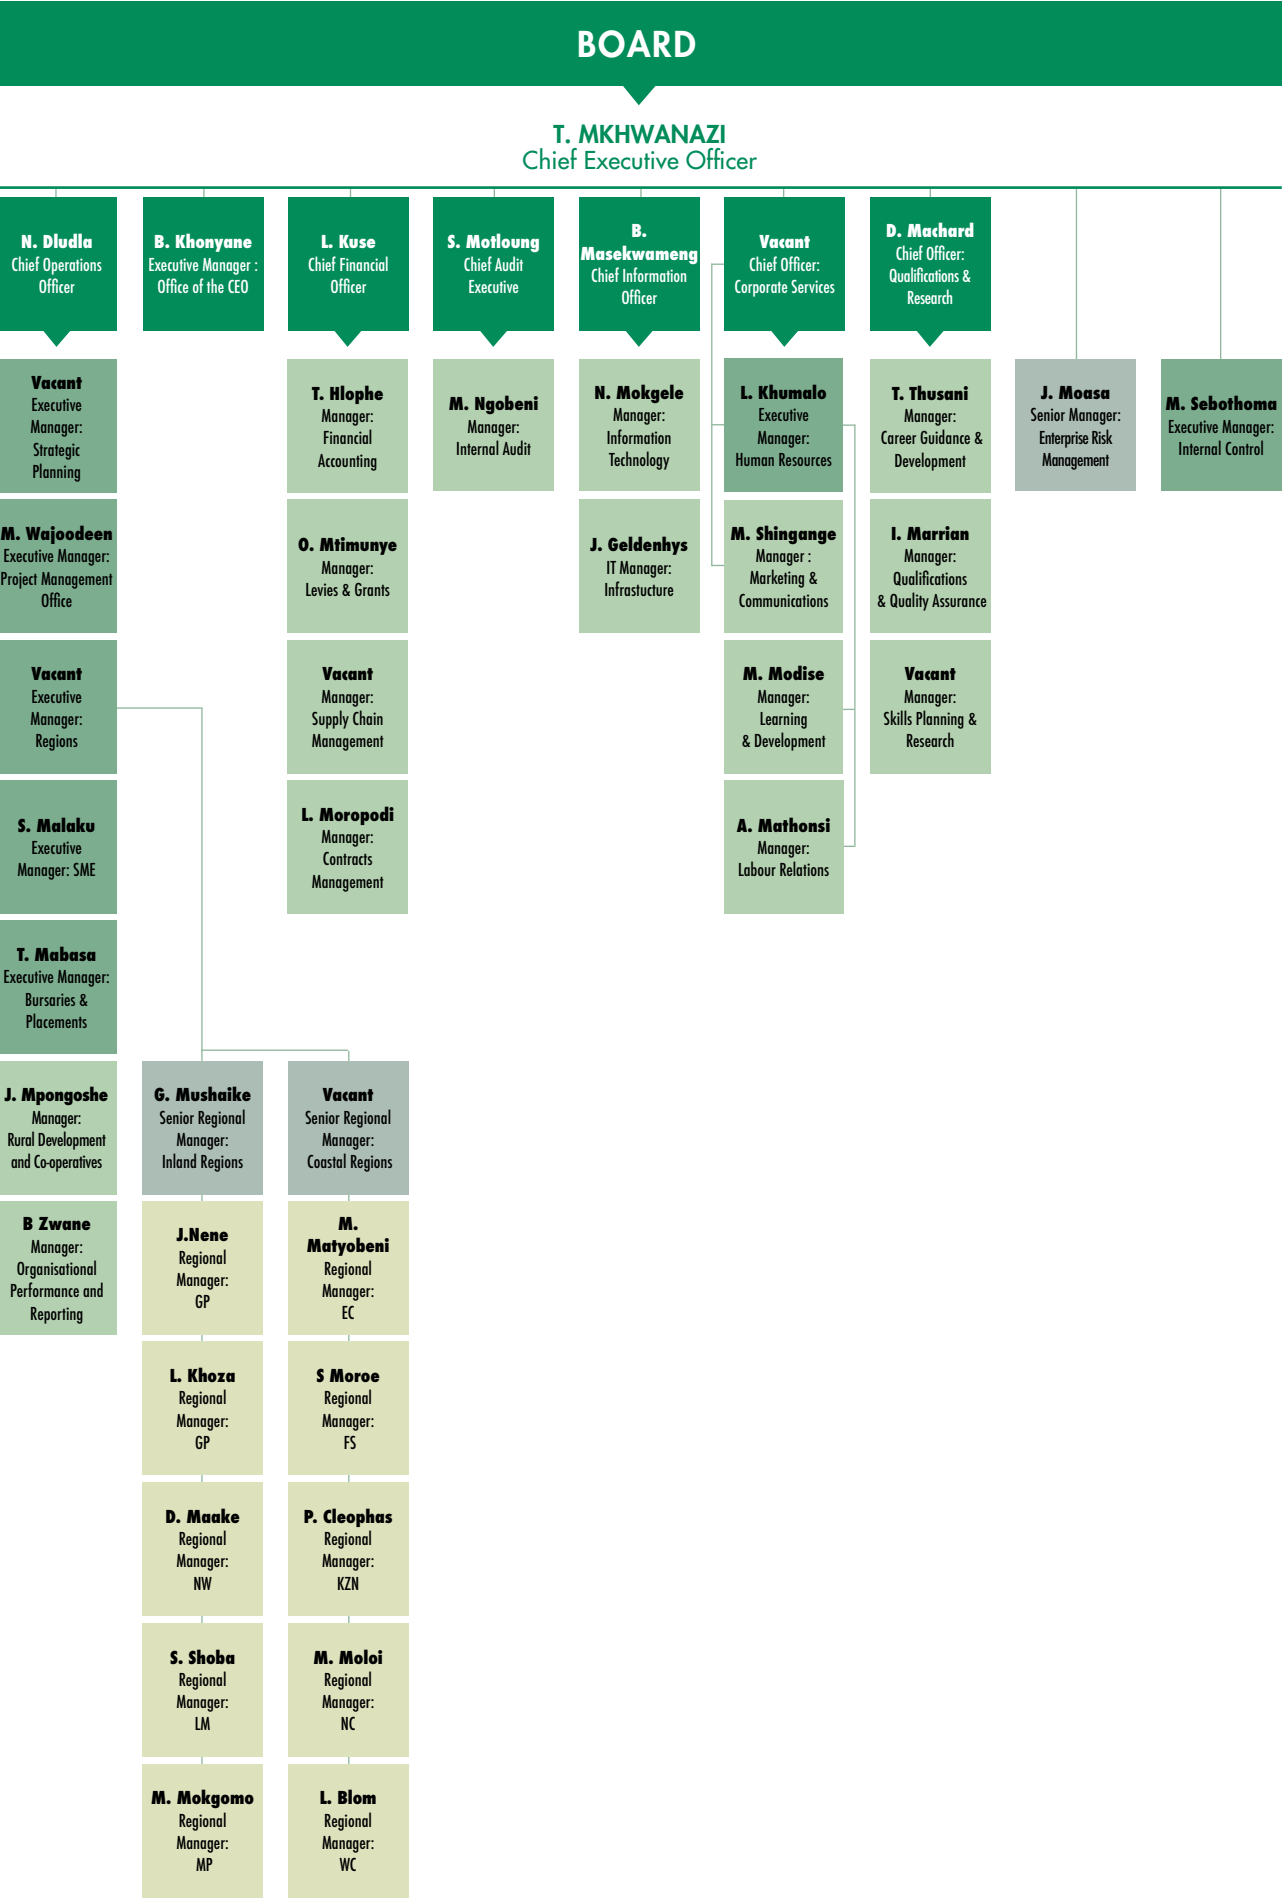 BOARD
T. MKHWANAZI
Chief Executive Officer
N. Dludla
Chief Operations
Officer
B. Khonyane
Executive Manager :
Office of the CEO
L. Kuse
Chief Financial
Officer
S. Motloung
Chief Audit
Executive
B.
Masekwameng
Chief Information
Officer
Vacant
Chief Officer:
Corporate Services
D. Machard
Chief Officer:
Qualifications &
Research
Vacant
Executive
Manager:
Strategic
Planning
T. Hlophe
Manager:
Financial
Accounting
M. Ngobeni
Manager:
Internal Audit
N. Mokgele
Manager:
Information
Technology
L. Khumalo
Executive
Manager:
Human Resources
T. Thusani
Manager:
Career Guidance &
Development
J. Moasa
Senior Manager:
Enterprise Risk
Management
M. Sebothoma
Executive Manager:
Internal Control
M. Wajoodeen
Executive Manager:
Project Management
Office
O. Mtimunye
Manager:
Levies & Grants
J. Geldenhys
IT Manager:
Infrastucture
M. Shingange
Manager :
Marketing &
Communications
I. Marrian
Manager:
Qualifications
& Quality Assurance
Vacant
Executive
Manager:
Regions
Vacant
Manager:
Supply Chain
Management
M. Modise
Manager:
Learning
& Development
Vacant
Manager:
Skills Planning &
Research
S. Malaku
Executive
Manager: SME
L. Moropodi
Manager:
Contracts
Management
A. Mathonsi
Manager:
Labour Relations
T. Mabasa
Executive Manager:
Bursaries &
Placements
J. Mpongoshe
Manager:
Rural Development
and Co-operatives
G. Mushaike
Senior Regional
Manager:
Inland Regions
Vacant
Senior Regional
Manager:
Coastal Regions
B Zwane
Manager:
Organisational
Performance and
Reporting
J.Nene
Regional
Manager:
GP
M.
Matyobeni
Regional
Manager:
EC
L. Khoza
Regional
Manager:
GP
S Moroe
Regional
Manager:
FS
D. Maake
Regional
Manager:
NW
P. Cleophas
Regional
Manager:
KZN
S. Shoba
Regional
Manager:
LM
M. Moloi
Regional
Manager:
NC
M. Mokgomo
Regional
Manager:
MP
L. Blom
Regional
Manager:
WC